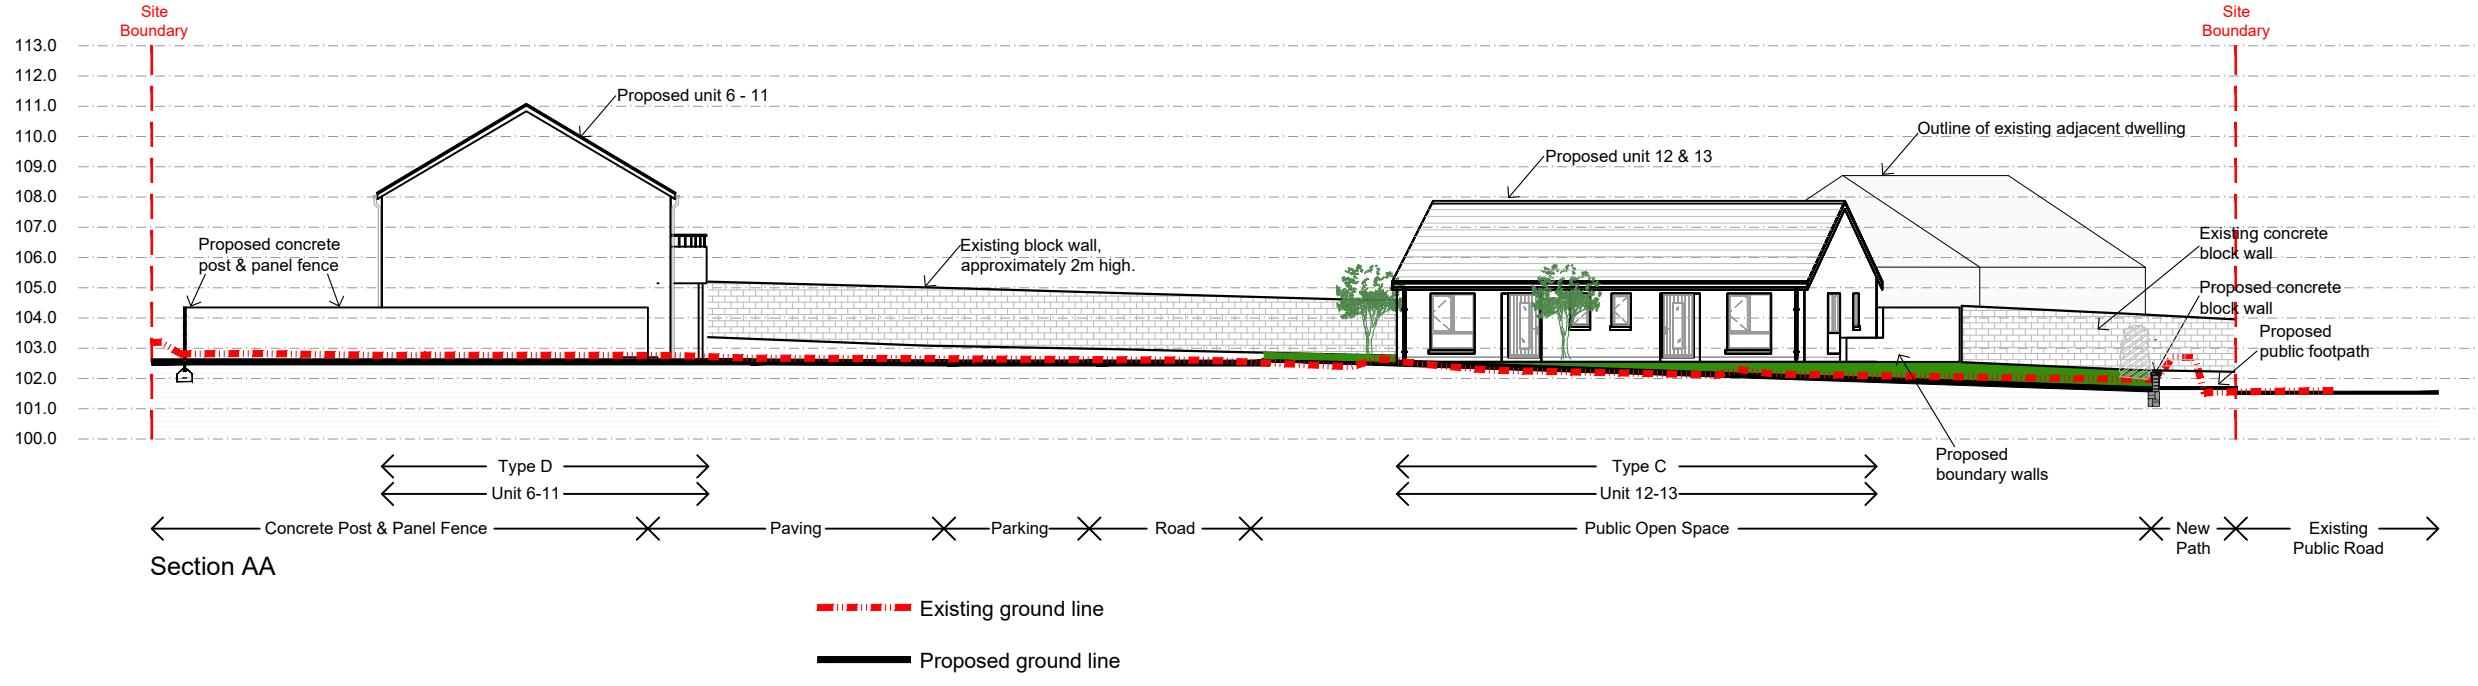 Site
Boundary
Site
Boundary
113.0
112.0
111.0
110.0
109.0
108.0
107.0
106.0
105.0
104.0
103.0
102.0
101.0
100.0
Proposed unit 6 - 11
Outline of existing adjacent dwelling
Proposed unit 12 & 13
Proposed concrete
post & panel fence
Existing block wall,
approximately 2m high.
Existing concrete
block wall
Proposed concrete
block wall
Proposed
public footpath
Proposed
boundary walls
Type D
Unit 6-11
Type C
Unit 12-13
Concrete Post & Panel Fence
Paving
Parking
Road
Public Open Space
New
Path
Existing
Public Road
Section AA
Existing ground line
Proposed ground line